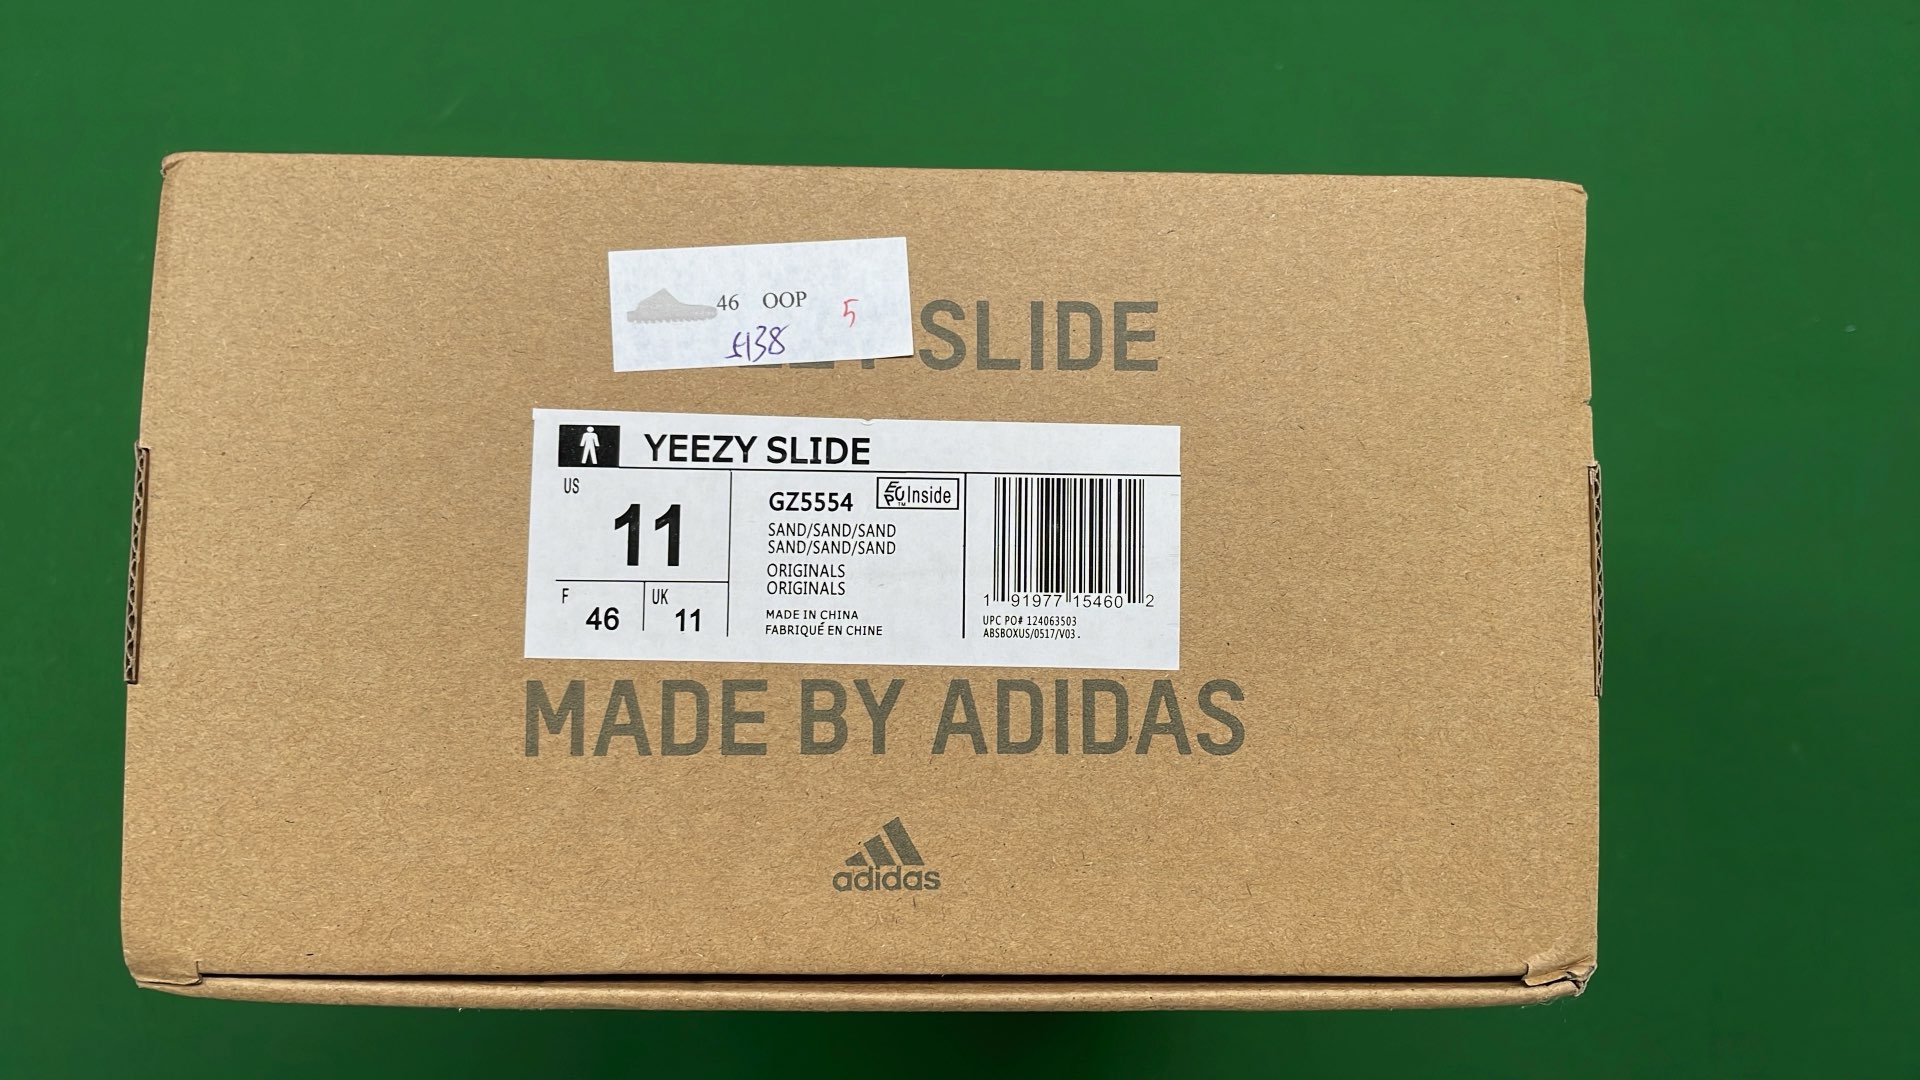 46 OOP 5
£138
SLIDE
YEEZY SLIDE
US
11
F
46
UK
11
GZ5554
EPC Inside
SAND/SAND/SAND
SAND/SAND/SAND
ORIGINALS
ORIGINALS
MADE IN CHINA
FABRIQUÉ EN CHINE
1 91977 15460 2
UPC PO# 124063503
ABSBOXUS/0517/V03.
MADE BY ADIDAS
adidas